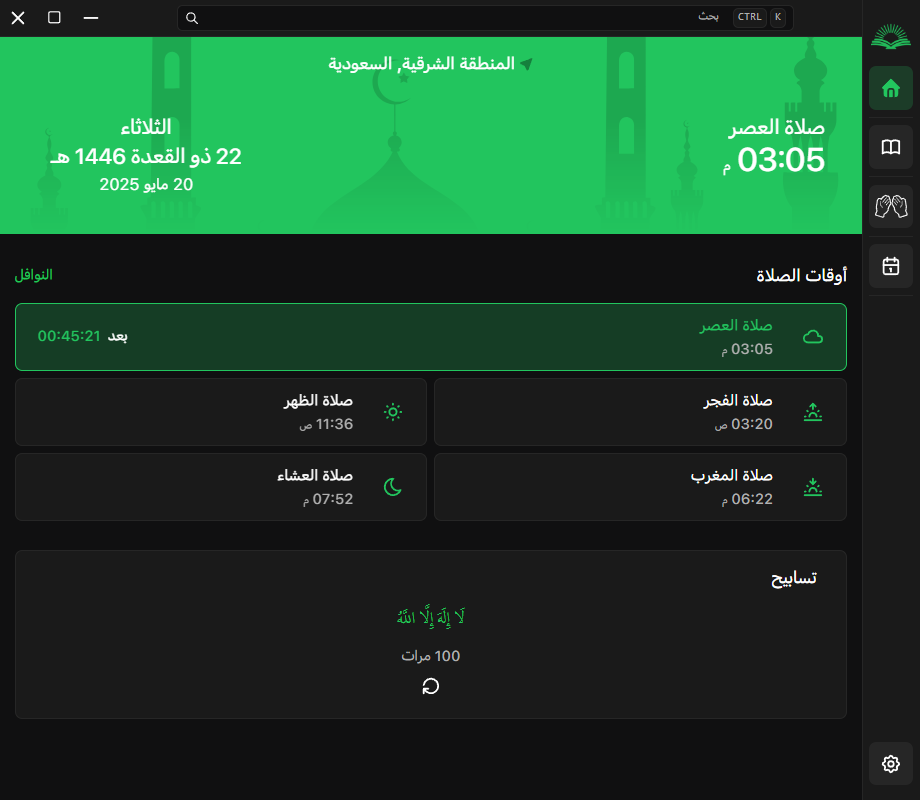 بحث
CTRL K
المنطقة الشرقية, السعودية
صلاة العصر
03:05 م
الثلاثاء
22 ذو القعدة 1446 هـ
20 مايو 2025
أوقات الصلاة
النوافل
صلاة العصر
03:05 م
بعد 00:45:21
صلاة الفجر
03:20 ص
صلاة الظهر
11:36 ص
صلاة المغرب
06:22 م
صلاة العشاء
07:52 م
تسابيح
لَا إِلَهَ إِلَّا اللَّهُ
100 مرات